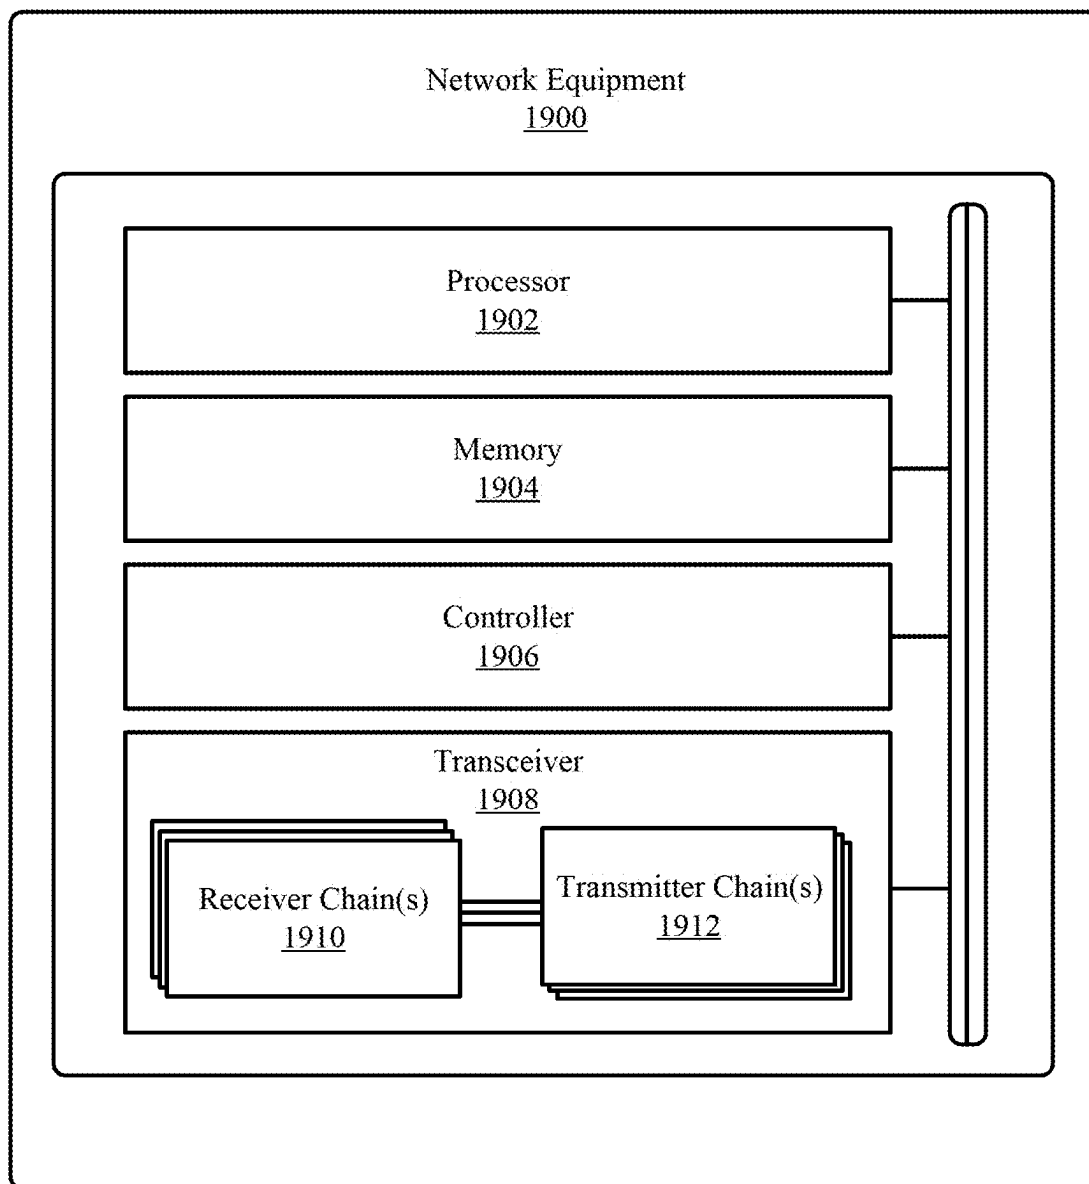 Network Equipment
1900
Processor
1902
Memory
1904
Controller
1906
Transceiver
1908
Receiver Chain(s)
1910
Transmitter Chain(s)
1912